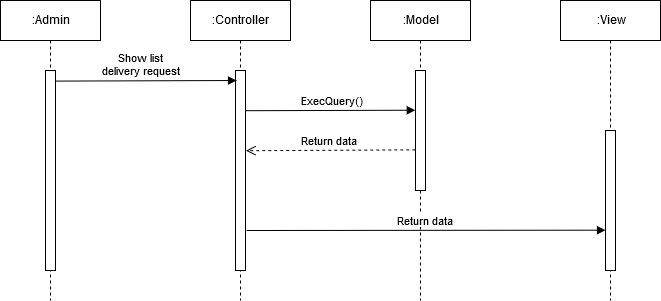 :Admin
:Controller
:Model
:View
Show list
delivery request
ExecQuery()
Return data
Return data